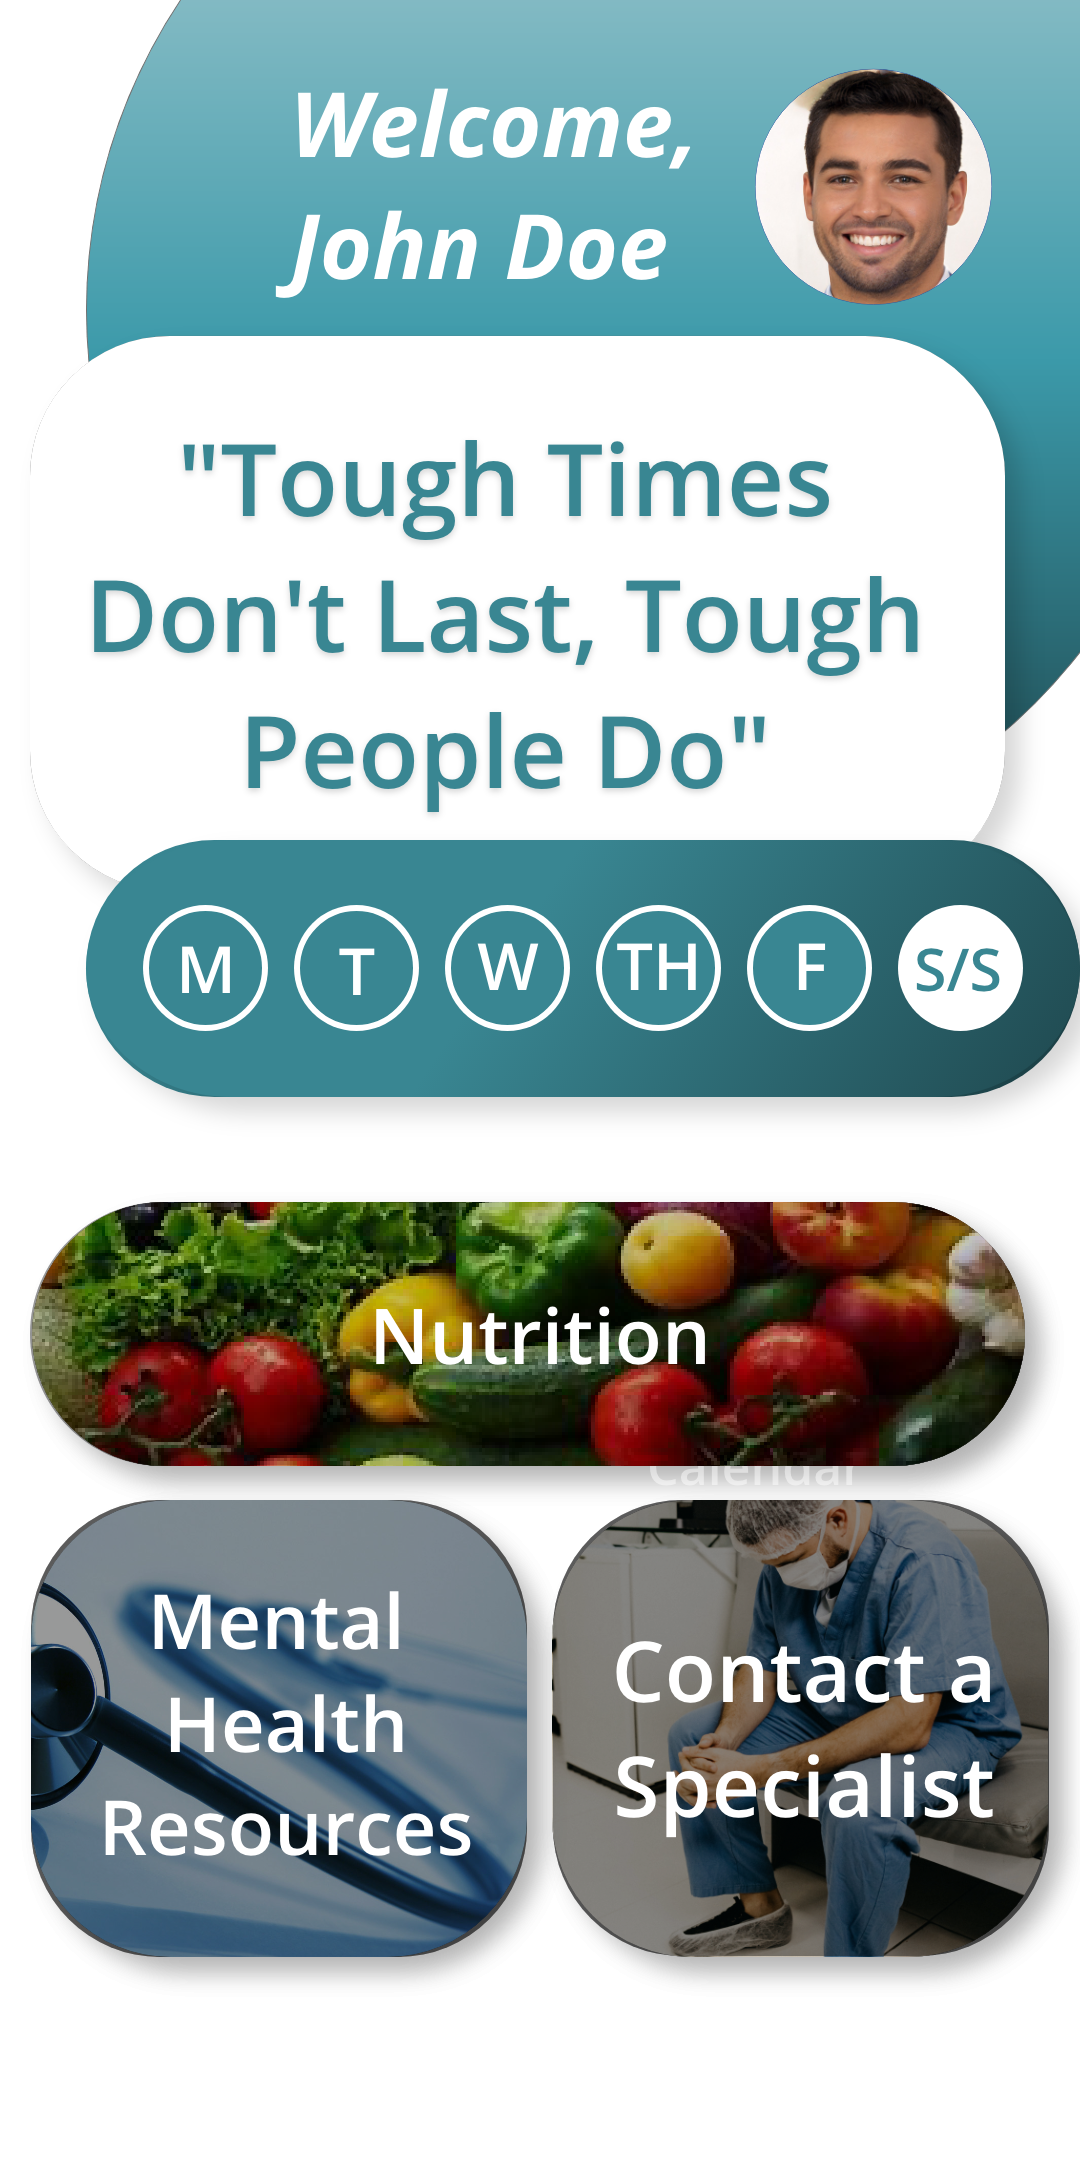 Welcome,
John Doe
"Tough Times
Don't Last, Tough
People Do"
M T W TH F S/S
Nutrition
Calendar
Mental
Health
Resources
Contact a
Specialist